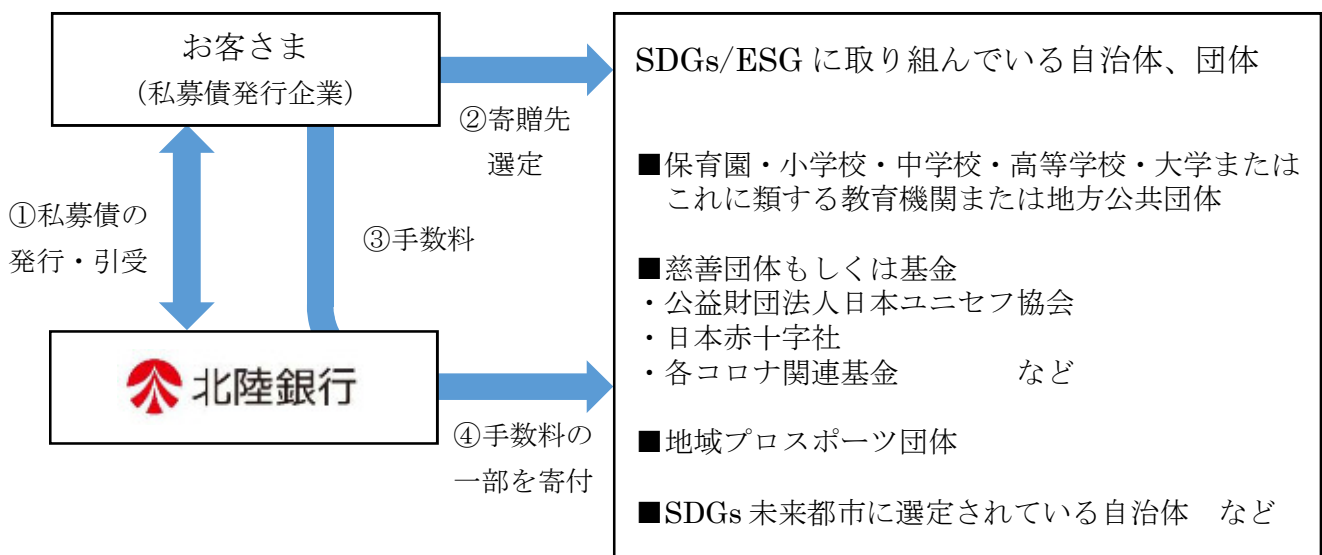 お客さま
(私募債発行企業)
①私募債の
発行・引受
②寄贈先
選定
③手数料
北陸銀行
④手数料の
一部を寄付
SDGs/ESG に取り組んでいる自治体、団体
■保育園・小学校・中学校・高等学校・大学または
これに類する教育機関または地方公共団体
■慈善団体もしくは基金
・公益財団法人日本ユニセフ協会
・日本赤十字社
・各コロナ関連基金　　　　など
■地域プロスポーツ団体
■SDGs 未来都市に選定されている自治体　など